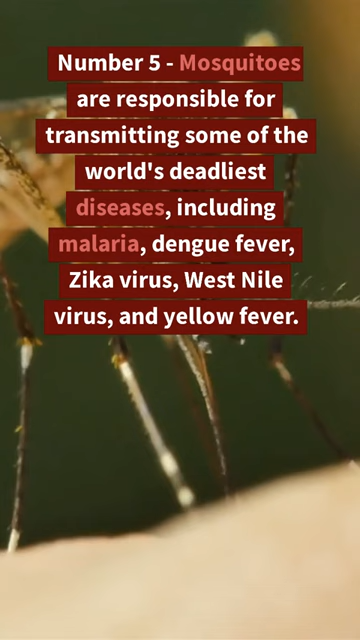 Number 5 - Mosquitoes
are responsible for
transmitting some of the
world's deadliest
diseases, including
malaria, dengue fever,
Zika virus, West Nile
virus, and yellow fever.